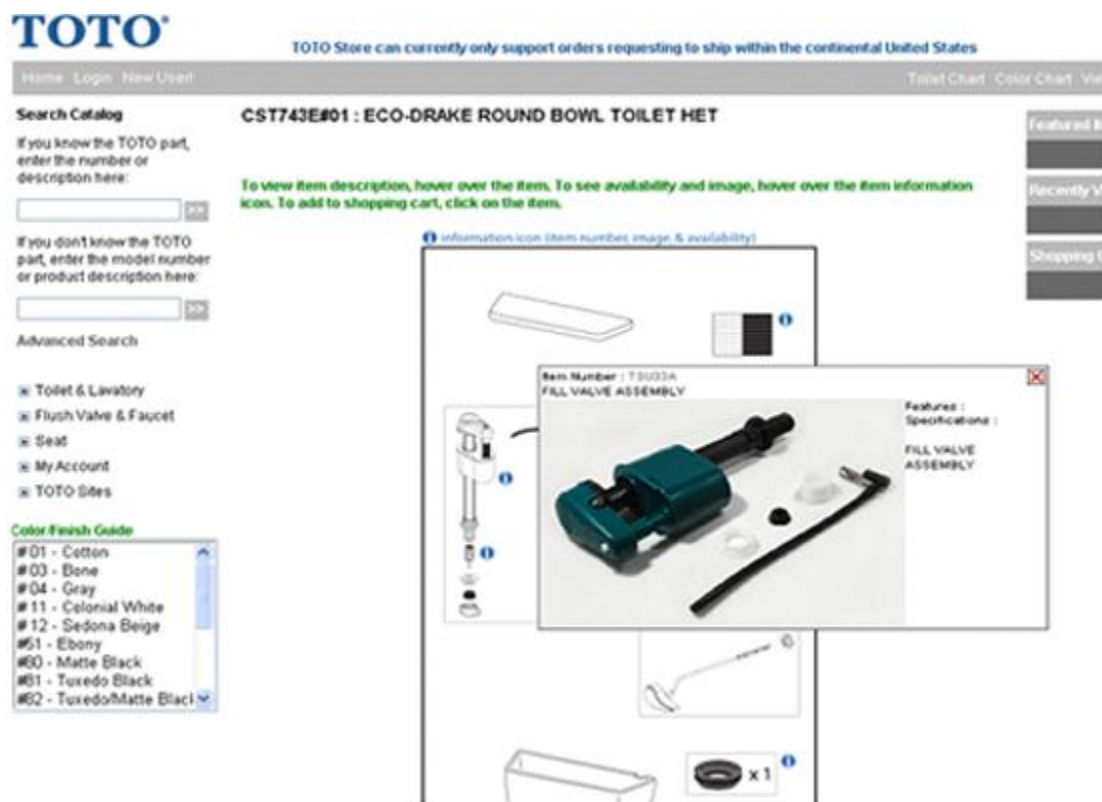 TOTO®
TOTO Store can currently only support orders requesting to ship within the continental United States
Home Login New User!
Toilet Chart Color Chart
Search Catalog
If you know the TOTO part,
enter the number or
description here:
>>
If you don't know the TOTO
part, enter the model number
or product description here:
>>
Advanced Search
Toilet & Lavatory
Flush Valve & Faucet
Seat
My Account
TOTO Sites
Color/Finish Guide
#01 - Cotton
#03 - Bone
#04 - Gray
#11 - Colonial White
#12 - Sedona Beige
#51 - Ebony
#80 - Matte Black
#81 - Tuxedo Black
#82 - Tuxedo/Matte Blacl
CST743E#01 : ECO-DRAKE ROUND BOWL TOILET HET
To view item description, hover over the item. To see availability and image, hover over the item information
icon. To add to shopping cart, click on the item.
information icon (item number, image, & availability)
Item Number : TSU33A
FILL VALVE ASSEMBLY
Features :
Specifications :
FILL VALVE
ASSEMBLY
x 1
Featured
Recently
Shopping